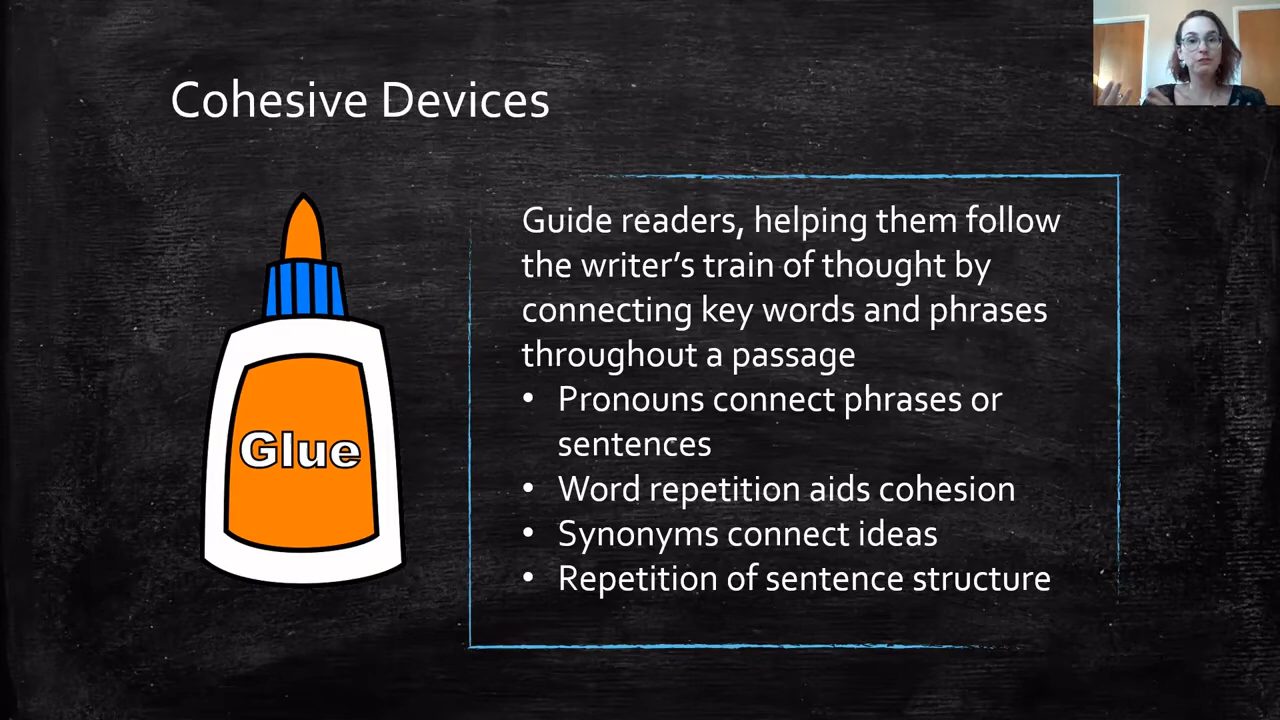 Cohesive Devices
Glue
Guide readers, helping them follow
the writer's train of thought by
connecting key words and phrases
throughout a passage
• Pronouns connect phrases or
sentences
• Word repetition aids cohesion
• Synonyms connect ideas
• Repetition of sentence structure